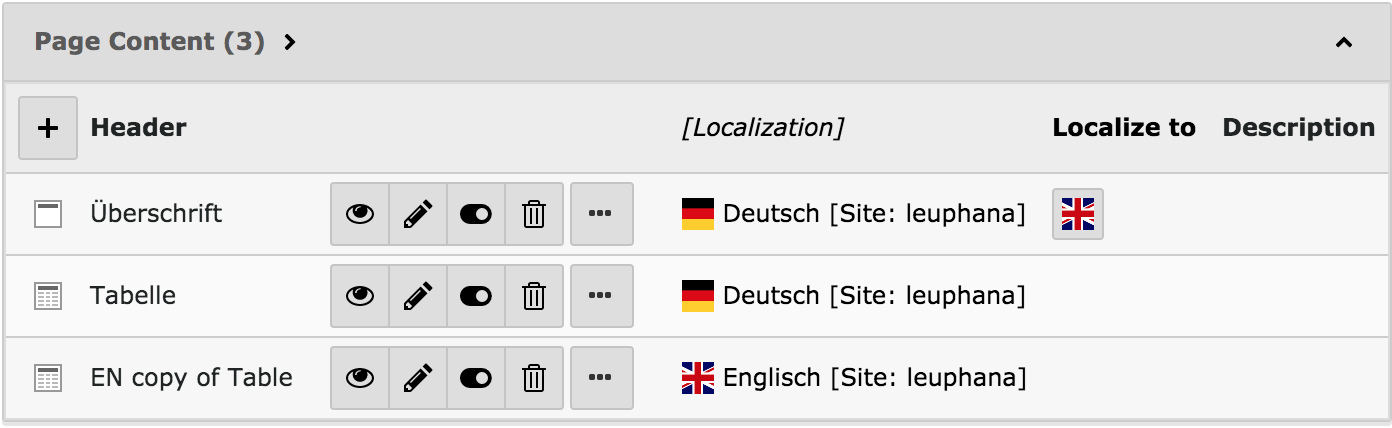 Page Content (3)
Header [Localization] Localize to Description
Überschrift Deutsch [Site: leuphana]
Tabelle Deutsch [Site: leuphana]
EN copy of Table Englisch [Site: leuphana]